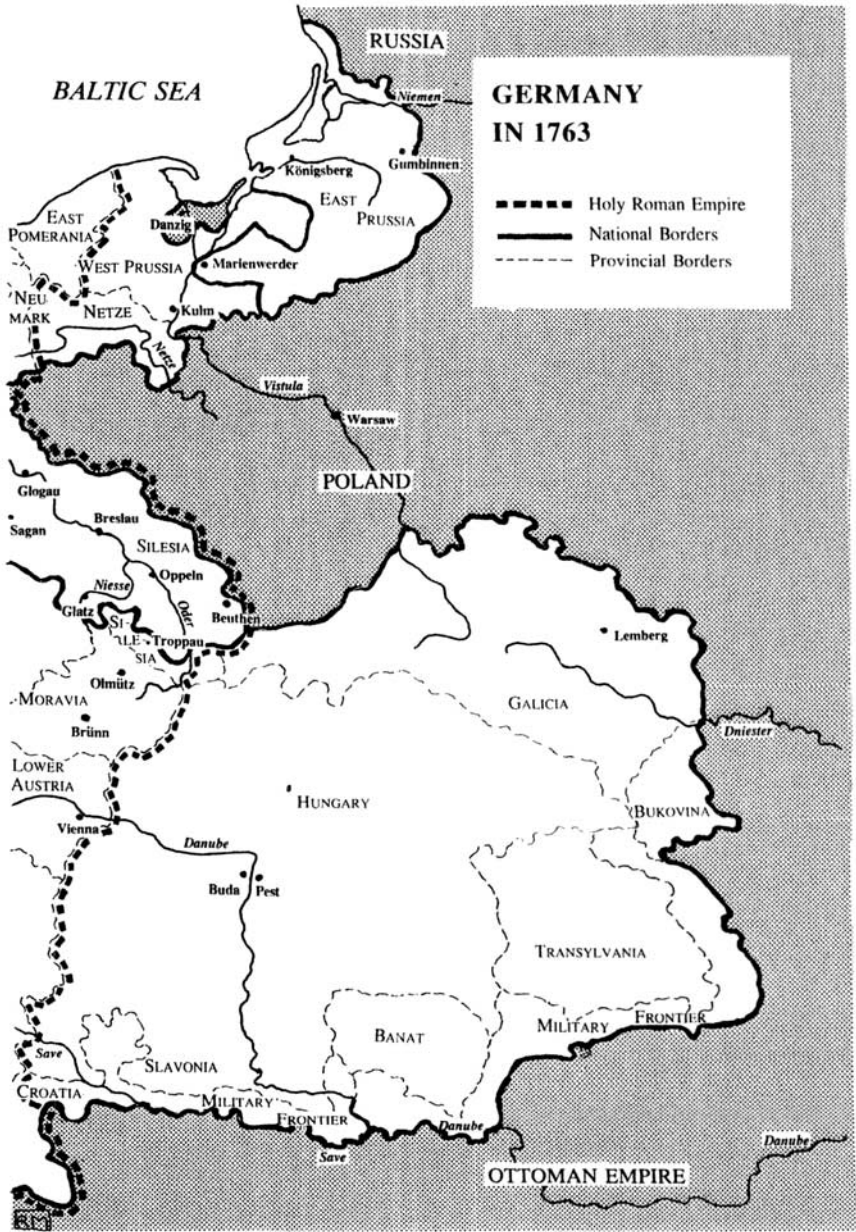 RUSSIA
BALTIC SEA
GERMANY
IN 1763
Holy Roman Empire
National Borders
Provincial Borders
Niemen
Königsberg
Gumbinnen
EAST
PRUSSIA
EAST
POMERANIA
Danzig
WEST PRUSSIA
Marienwerder
NEU
MARK
NETZE
Kulm
Netze
Vistula
Warsaw
POLAND
Glogau
Sagan
Breslau
SILESIA
Oppeln
Niesse
Oder
Beuthen
Glatz
SI
LE
SIA
Troppau
Lemberg
Olmütz
MORAVIA
GALICIA
Brünn
Dniester
LOWER
AUSTRIA
HUNGARY
BUKOVINA
Vienna
Danube
Buda
Pest
TRANSYLVANIA
BANAT
MILITARY
FRONTIER
Save
SLAVONIA
CROATIA
MILITARY
FRONTIER
Danube
Save
Danube
OTTOMAN EMPIRE